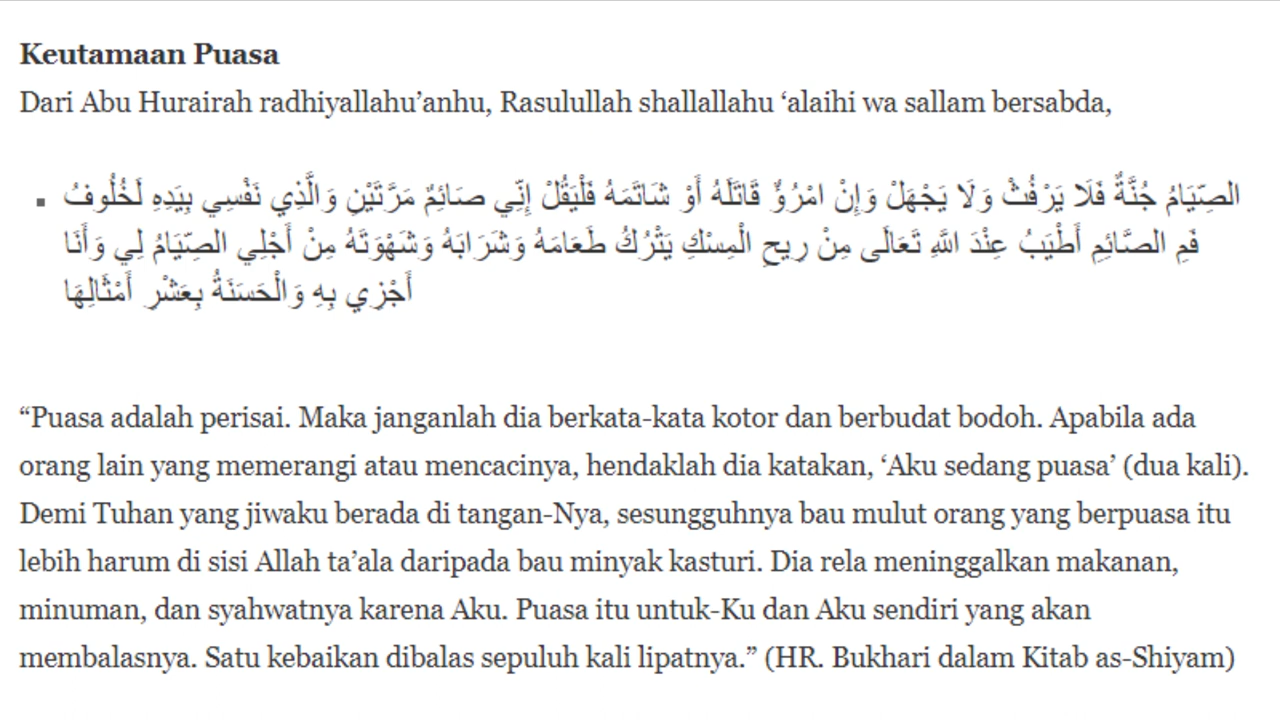 Keutamaan Puasa
Dari Abu Hurairah radhiyallahu’anhu, Rasulullah shallallahu ‘alaihi wa sallam bersabda,
▪ الصِّيَامُ جُنَّةٌ فَلَا يَرْفُثْ وَلَا يَجْهَلْ وَإِنْ امْرُؤٌ قَاتَلَهُ أَوْ شَاتَمَهُ فَلْيَقُلْ إِنِّي صَائِمٌ مَرَّتَيْنِ وَالَّذِي نَفْسِي بِيَدِهِ لَخُلُوفُ
فَمِ الصَّائِمِ أَطْيَبُ عِنْدَ اللَّهِ تَعَالَى مِنْ رِيحِ الْمِسْكِ يَتْرُكُ طَعَامَهُ وَشَرَابَهُ وَشَهْوَتَهُ مِنْ أَجْلِي الصِّيَامُ لِي وَأَنَا
أَجْزِي بِهِ وَالْحَسَنَةُ بِعَشْرِ أَمْثَالِهَا
“Puasa adalah perisai. Maka janganlah dia berkata-kata kotor dan berbudat bodoh. Apabila ada
orang lain yang memerangi atau mencacinya, hendaklah dia katakan, ‘Aku sedang puasa’ (dua kali).
Demi Tuhan yang jiwaku berada di tangan-Nya, sesungguhnya bau mulut orang yang berpuasa itu
lebih harum di sisi Allah ta’ala daripada bau minyak kasturi. Dia rela meninggalkan makanan,
minuman, dan syahwatnya karena Aku. Puasa itu untuk-Ku dan Aku sendiri yang akan
membalasnya. Satu kebaikan dibalas sepuluh kali lipatnya.” (HR. Bukhari dalam Kitab as-Shiyam)